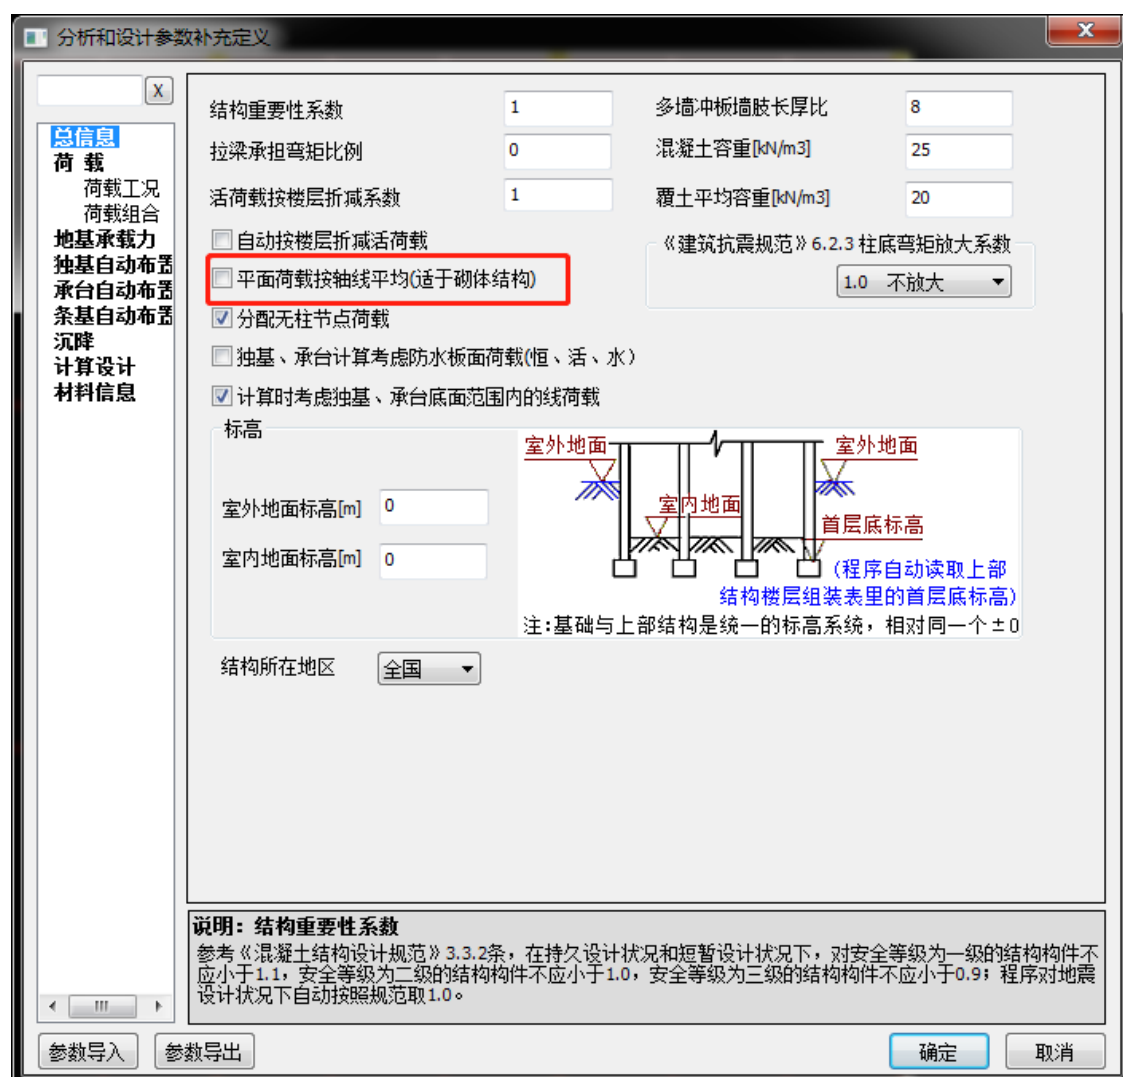 分析和设计参数补充定义
X
总信息
荷 载
荷载工况
荷载组合
地基承载力
独基自动布置
承台自动布置
条基自动布置
沉降
计算设计
材料信息
结构重要性系数 1 多墙冲板墙肢长厚比 8
拉梁承担弯矩比例 0 混凝土容重[kN/m3] 25
活荷载按楼层折减系数 1 覆土平均容重[kN/m3] 20
自动按楼层折减活荷载
《建筑抗震规范》6.2.3 柱底弯矩放大系数
平面荷载按轴线平均(适于砌体结构)
1.0 不放大
分配无柱节点荷载
独基、承台计算考虑防水板面荷载(恒、活、水)
计算时考虑独基、承台底面范围内的线荷载
标高
室外地面 室外地面
室外地面标高[m] 0
室内地面
首层底标高
室内地面标高[m] 0
(程序自动读取上部
结构楼层组装表里的首层底标高)
注:基础与上部结构是统一的标高系统，相对同一个±0
结构所在地区 全国
说明：结构重要性系数
参考《混凝土结构设计规范》3.3.2条，在持久设计状况和短暂设计状况下，对安全等级为一级的结构构件不
应小于1.1，安全等级为二级的结构构件不应小于1.0，安全等级为三级的结构构件不应小于0.9；程序对地震
设计状况下自动按照规范取1.0。
参数导入 参数导出 确定 取消